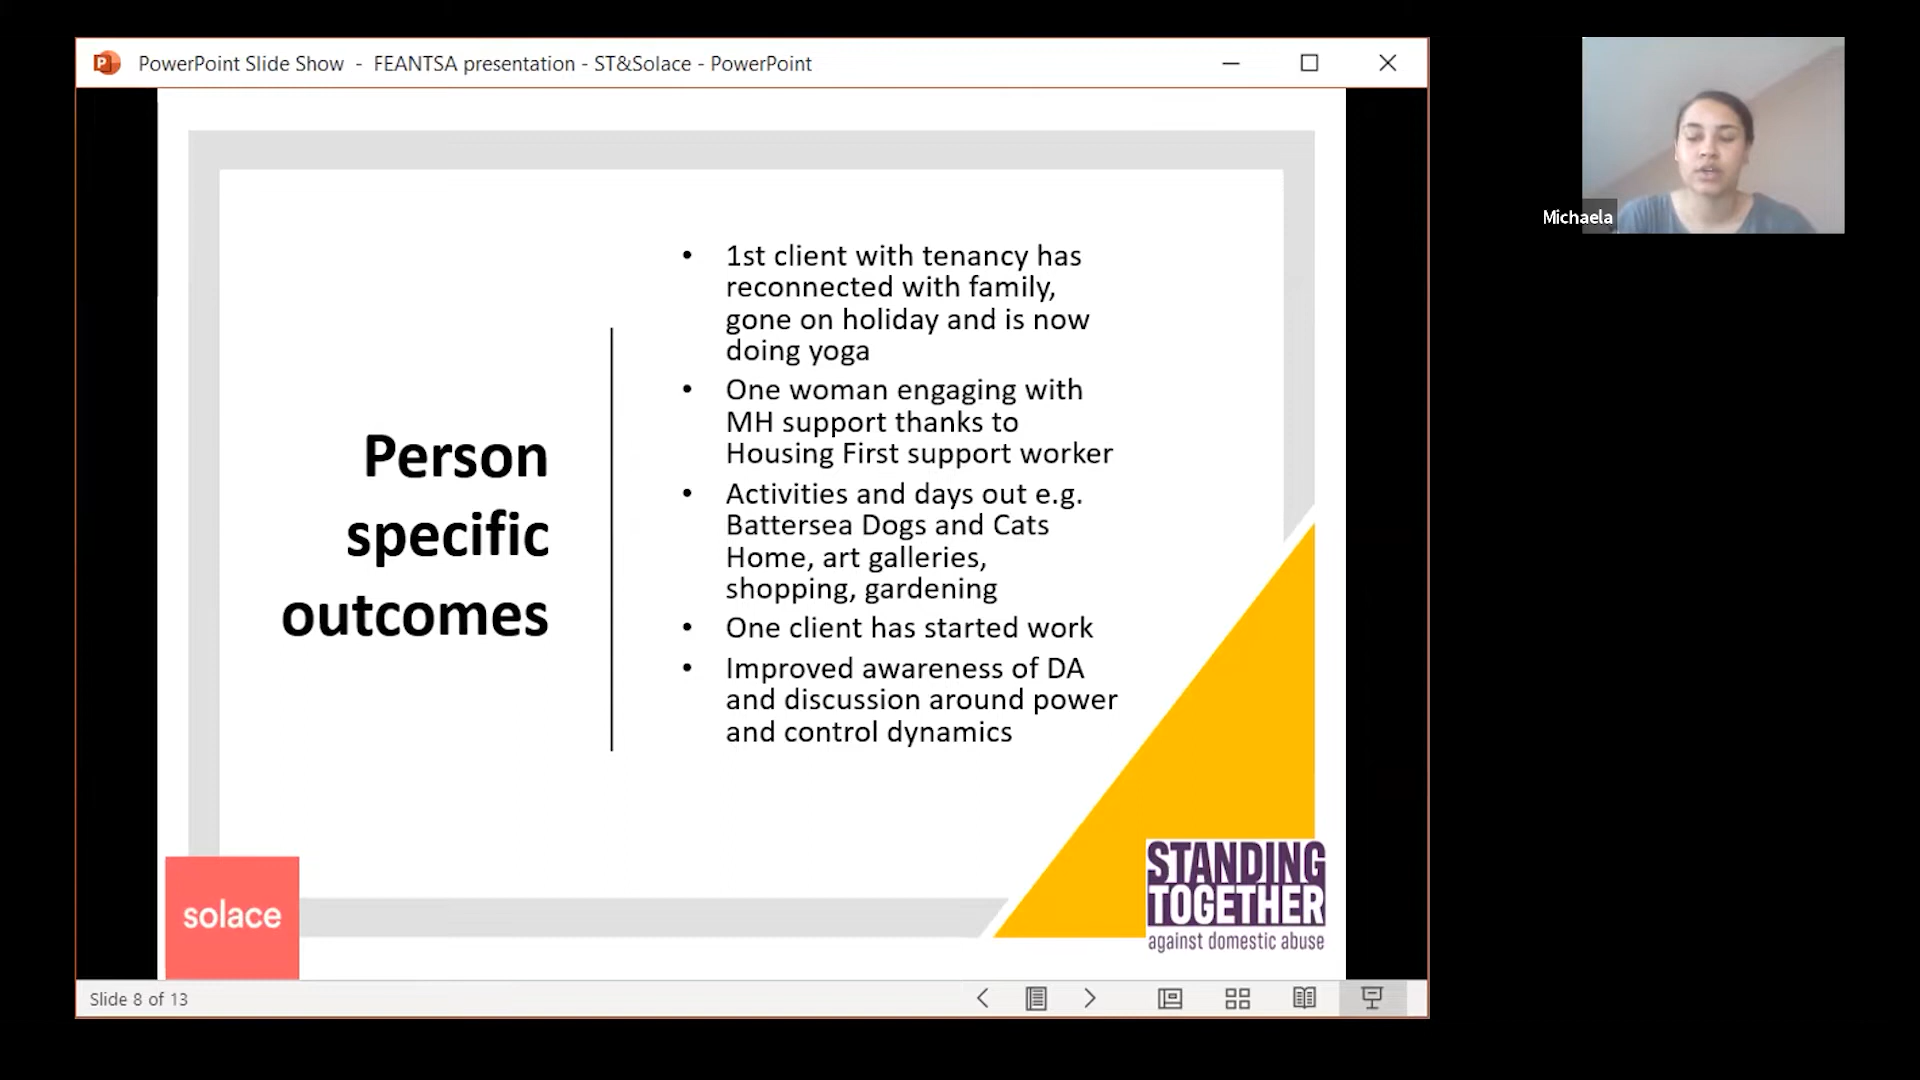 PowerPoint Slide Show - FEANTSA presentation - ST&Solace - PowerPoint
Michaela
Person
specific
outcomes
• 1st client with tenancy has
reconnected with family,
gone on holiday and is now
doing yoga
• One woman engaging with
MH support thanks to
Housing First support worker
• Activities and days out e.g.
Battersea Dogs and Cats
Home, art galleries,
shopping, gardening
• One client has started work
• Improved awareness of DA
and discussion around power
and control dynamics
solace
STANDING
TOGETHER
against domestic abuse
Slide 8 of 13